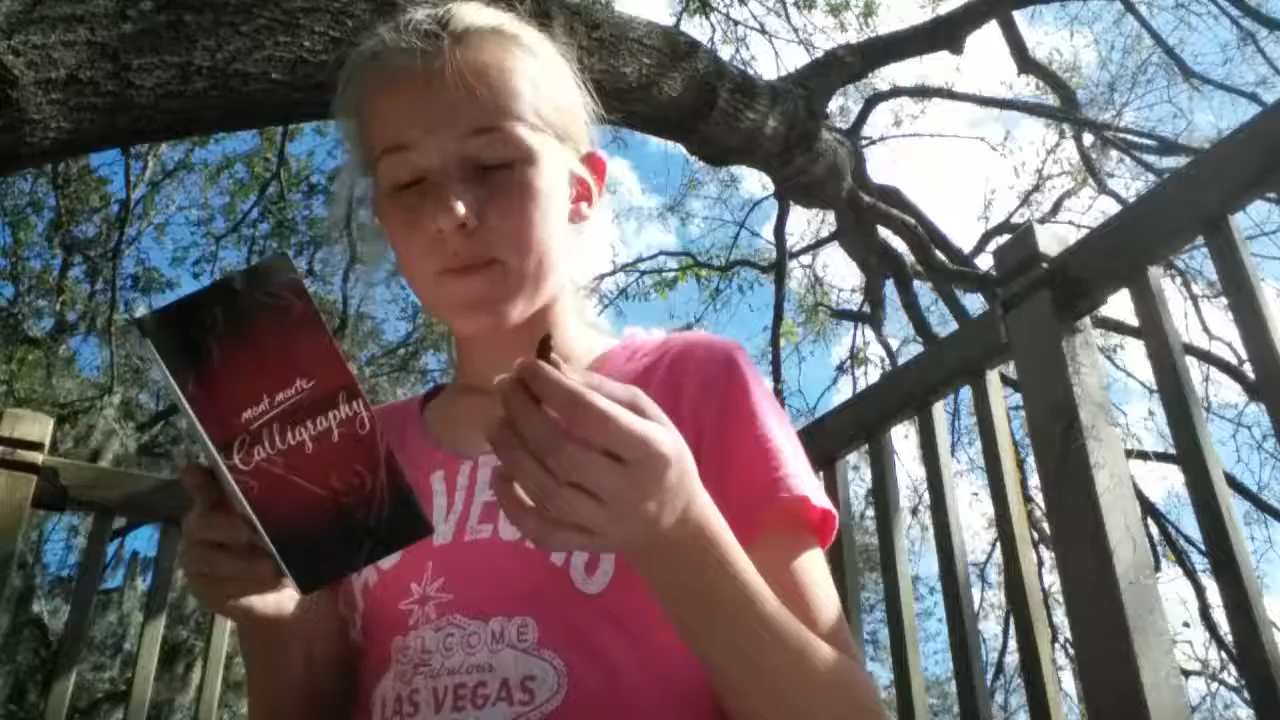 mont marte
Calligraphy
VEGAS
WELCOME
Fabulous
LAS VEGAS